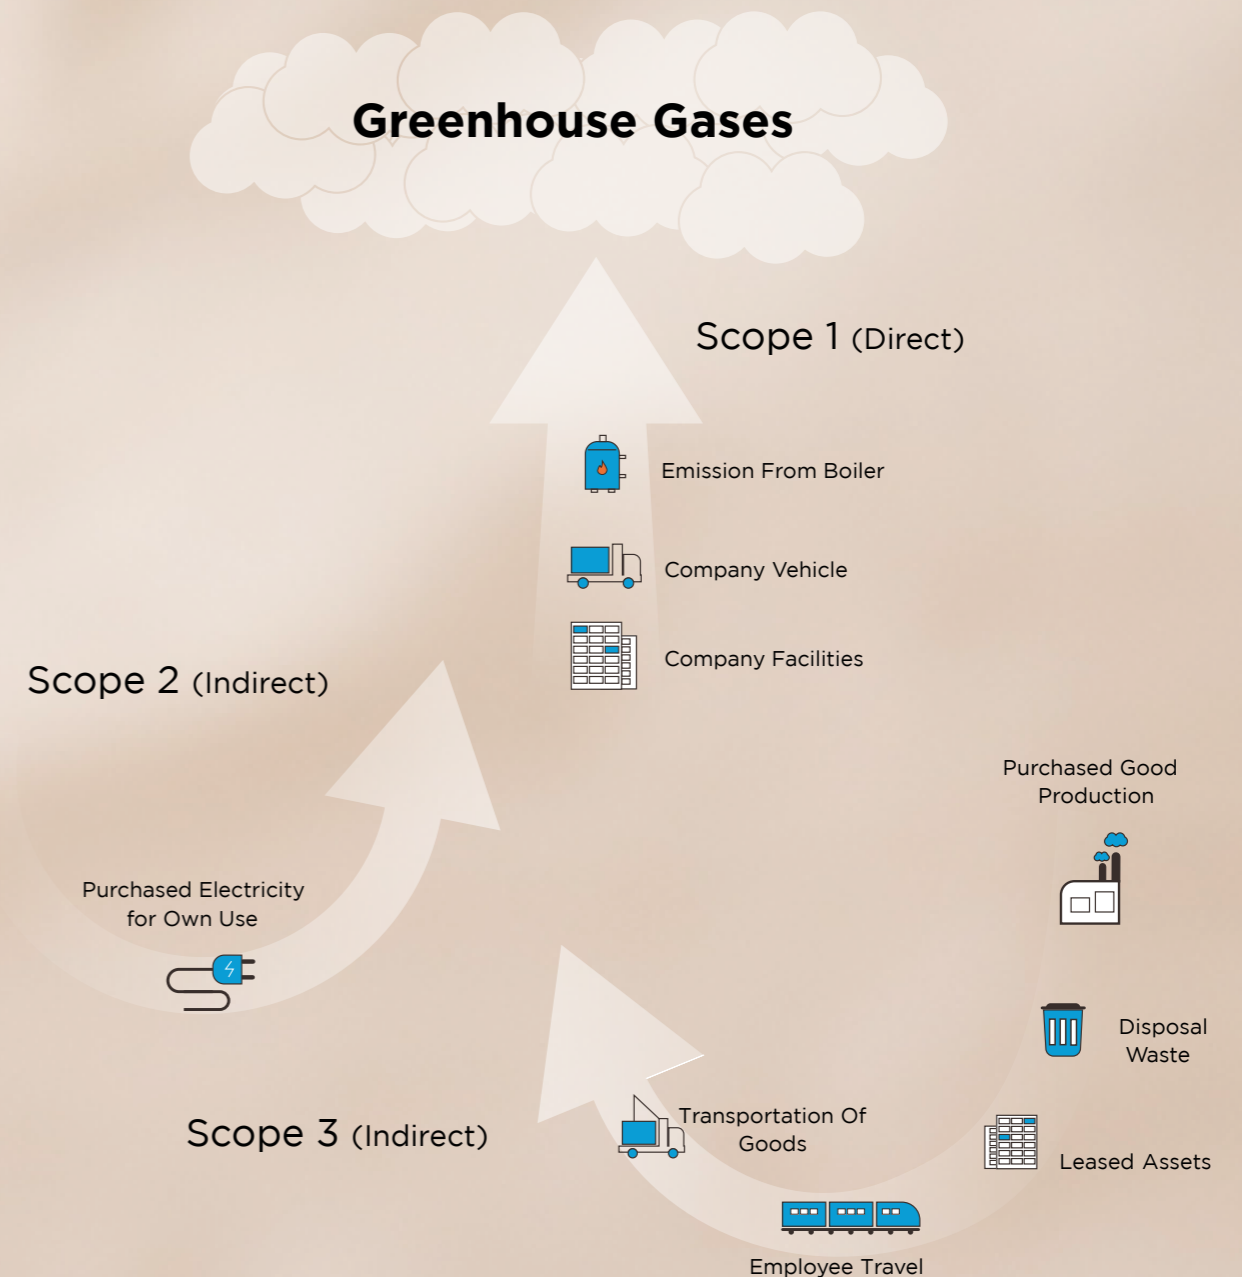 Greenhouse Gases
Scope 1 (Direct)
Emission From Boiler
Company Vehicle
Company Facilities
Scope 2 (Indirect)
Purchased Electricity
for Own Use
Purchased Good
Production
Disposal
Waste
Scope 3 (Indirect)
Transportation Of
Goods
Leased Assets
Employee Travel